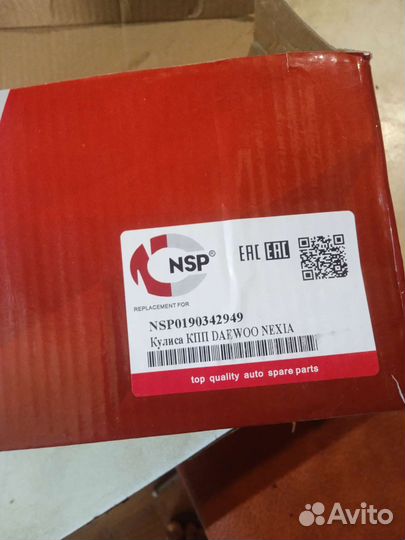 NSP®
EAC EAC
REPLACEMENT FOR
NSP0190342949
Кулиса КПП DAEWOO NEXIA
top quality auto spare parts
Avito